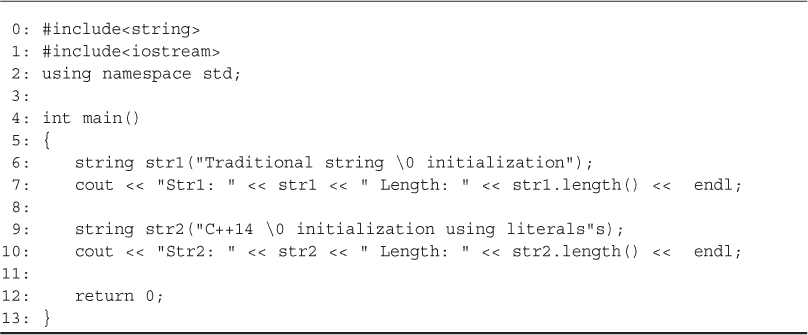 0: #include<string>
1: #include<iostream>
2: using namespace std;
3:
4: int main()
5: {
6:    string str1("Traditional string \0 initialization");
7:    cout << "Str1: " << str1 << " Length: " << str1.length() <<  endl;
8:
9:    string str2("C++14 \0 initialization using literals"s);
10:    cout << "Str2: " << str2 << " Length: " << str2.length() <<  endl;
11:
12:    return 0;
13: }